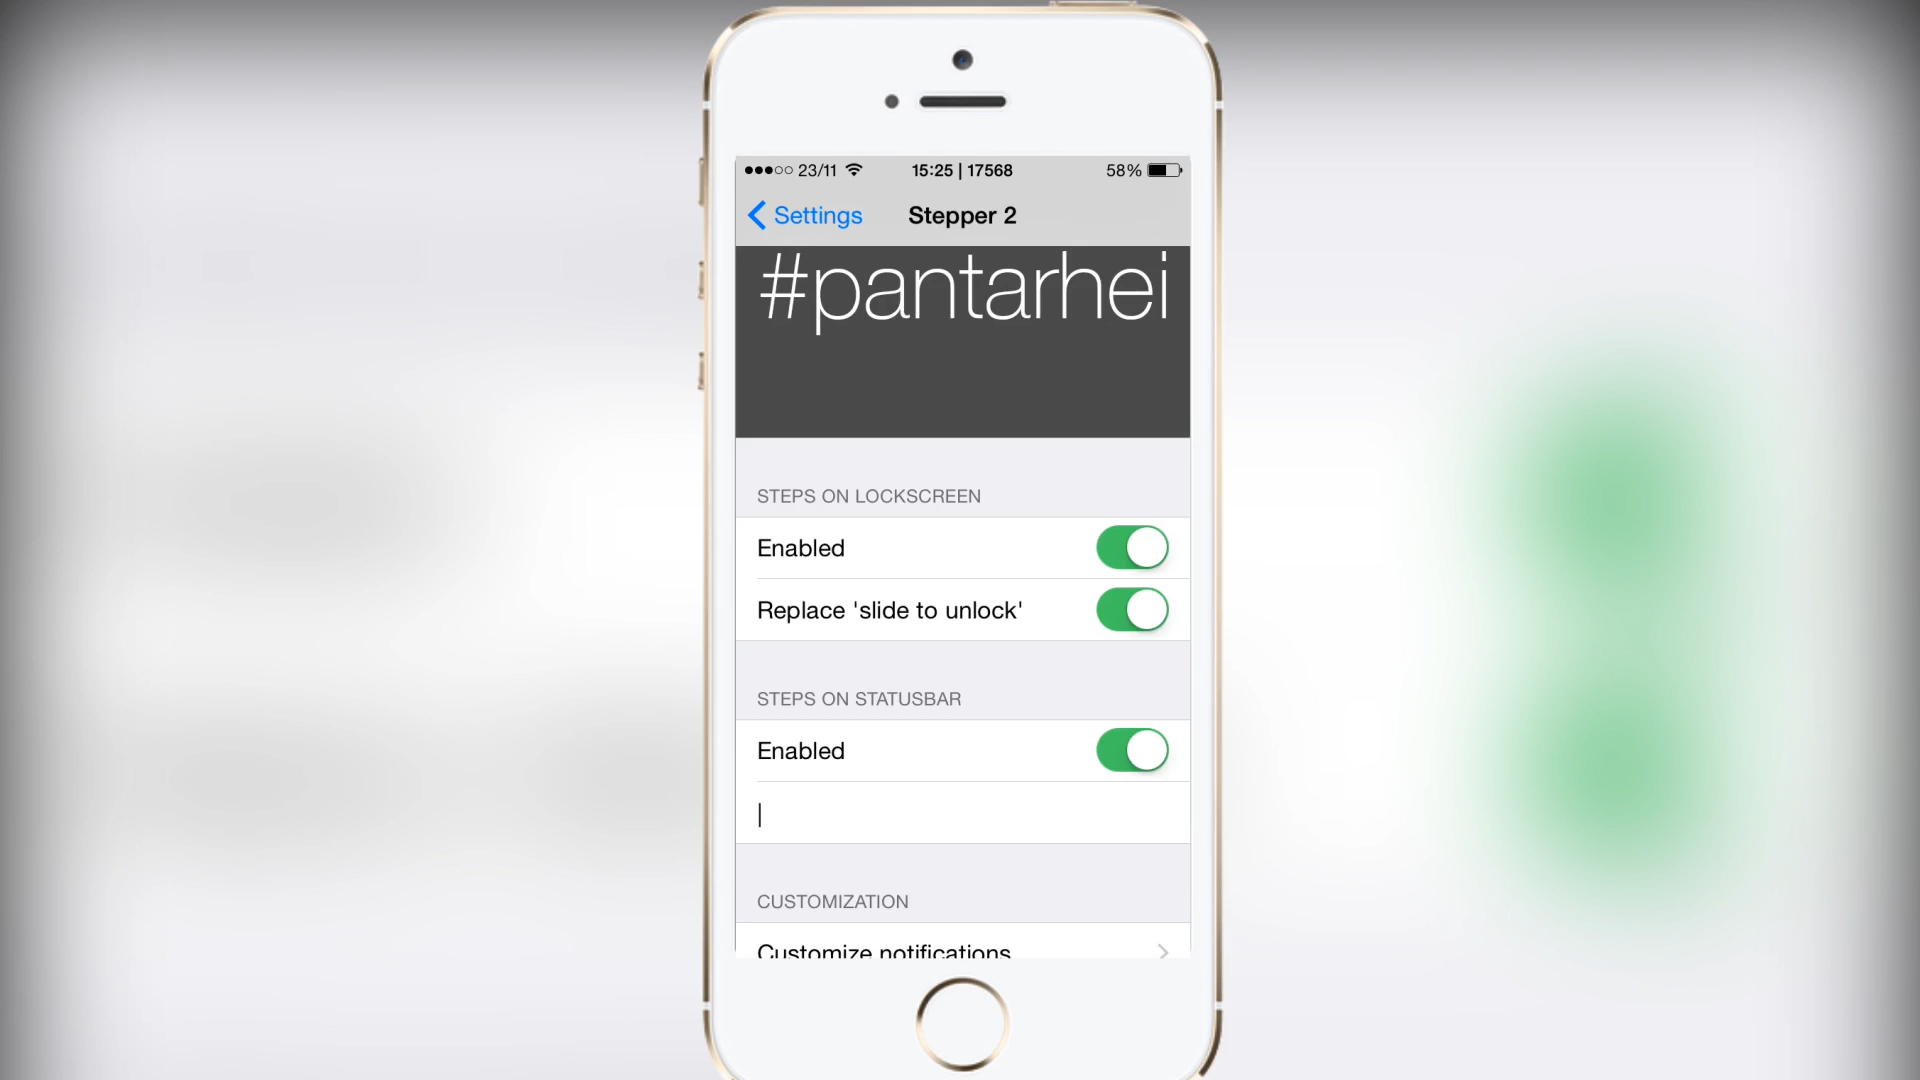 23/11 15:25 | 17568 58%
Settings Stepper 2
#pantarhei
STEPS ON LOCKSCREEN
Enabled
Replace 'slide to unlock'
STEPS ON STATUSBAR
Enabled
|
CUSTOMIZATION
Customize notifications